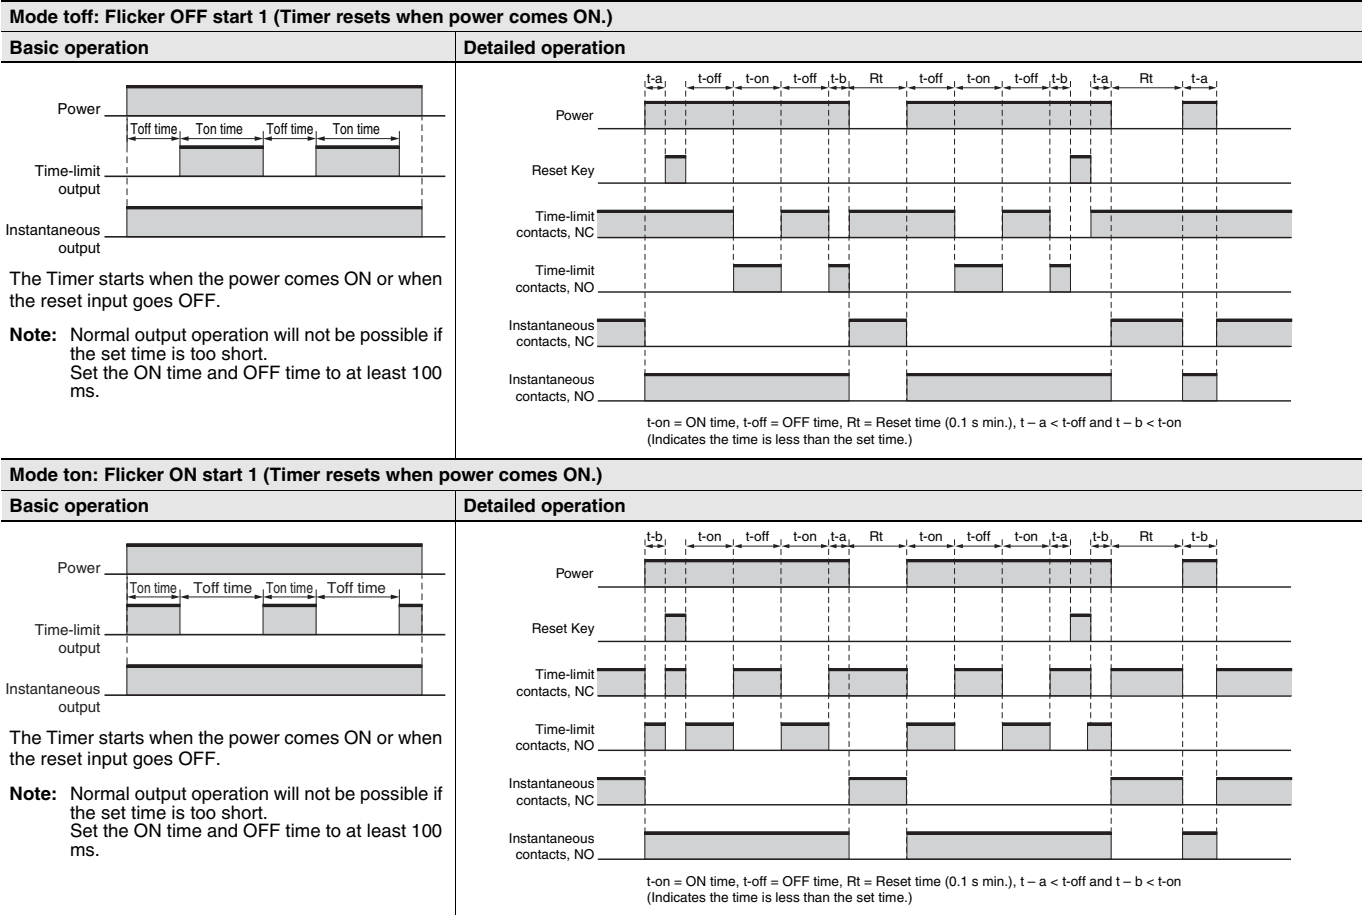 Mode toff: Flicker OFF start 1 (Timer resets when power comes ON.)
Basic operation
Detailed operation
Power
Toff time Ton time Toff time Ton time
Time-limit
output
Instantaneous
output
The Timer starts when the power comes ON or when
the reset input goes OFF.
Note: Normal output operation will not be possible if
the set time is too short.
Set the ON time and OFF time to at least 100
ms.
t-a t-off t-on t-off t-b Rt t-off t-on t-off t-b t-a Rt t-a
Power
Reset Key
Time-limit
contacts, NC
Time-limit
contacts, NO
Instantaneous
contacts, NC
Instantaneous
contacts, NO
t-on = ON time, t-off = OFF time, Rt = Reset time (0.1 s min.), t – a < t-off and t – b < t-on
(Indicates the time is less than the set time.)
Mode ton: Flicker ON start 1 (Timer resets when power comes ON.)
Basic operation
Detailed operation
Power
Ton time Toff time Ton time Toff time
Time-limit
output
Instantaneous
output
The Timer starts when the power comes ON or when
the reset input goes OFF.
Note: Normal output operation will not be possible if
the set time is too short.
Set the ON time and OFF time to at least 100
ms.
t-b t-on t-off t-on t-a Rt t-on t-off t-on t-a t-b Rt t-b
Power
Reset Key
Time-limit
contacts, NC
Time-limit
contacts, NO
Instantaneous
contacts, NC
Instantaneous
contacts, NO
t-on = ON time, t-off = OFF time, Rt = Reset time (0.1 s min.), t – a < t-off and t – b < t-on
(Indicates the time is less than the set time.)